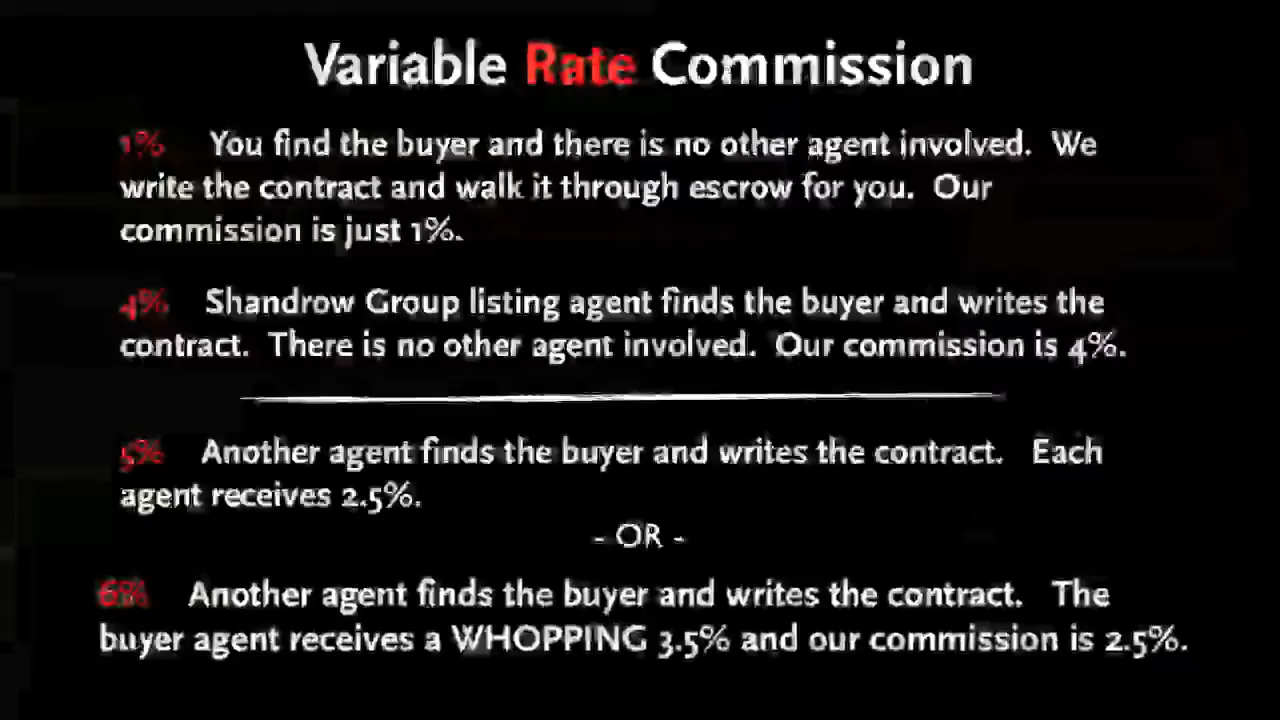 Variable Rate Commission
1% You find the buyer and there is no other agent involved. We
write the contract and walk it through escrow for you. Our
commission is just 1%.
4% Shandrow Group listing agent finds the buyer and writes the
contract. There is no other agent involved. Our commission is 4%.
5% Another agent finds the buyer and writes the contract. Each
agent receives 2.5%.
- OR -
6% Another agent finds the buyer and writes the contract. The
buyer agent receives a WHOPPING 3.5% and our commission is 2.5%.